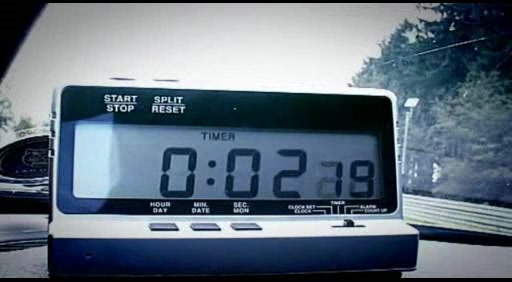 START SPLIT
STOP RESET
TIMER
0:02 19
HOUR MIN. SEC.
DAY DATE MON
TIMER
CLOCK SET ALARM
CLOCK COUNT UP